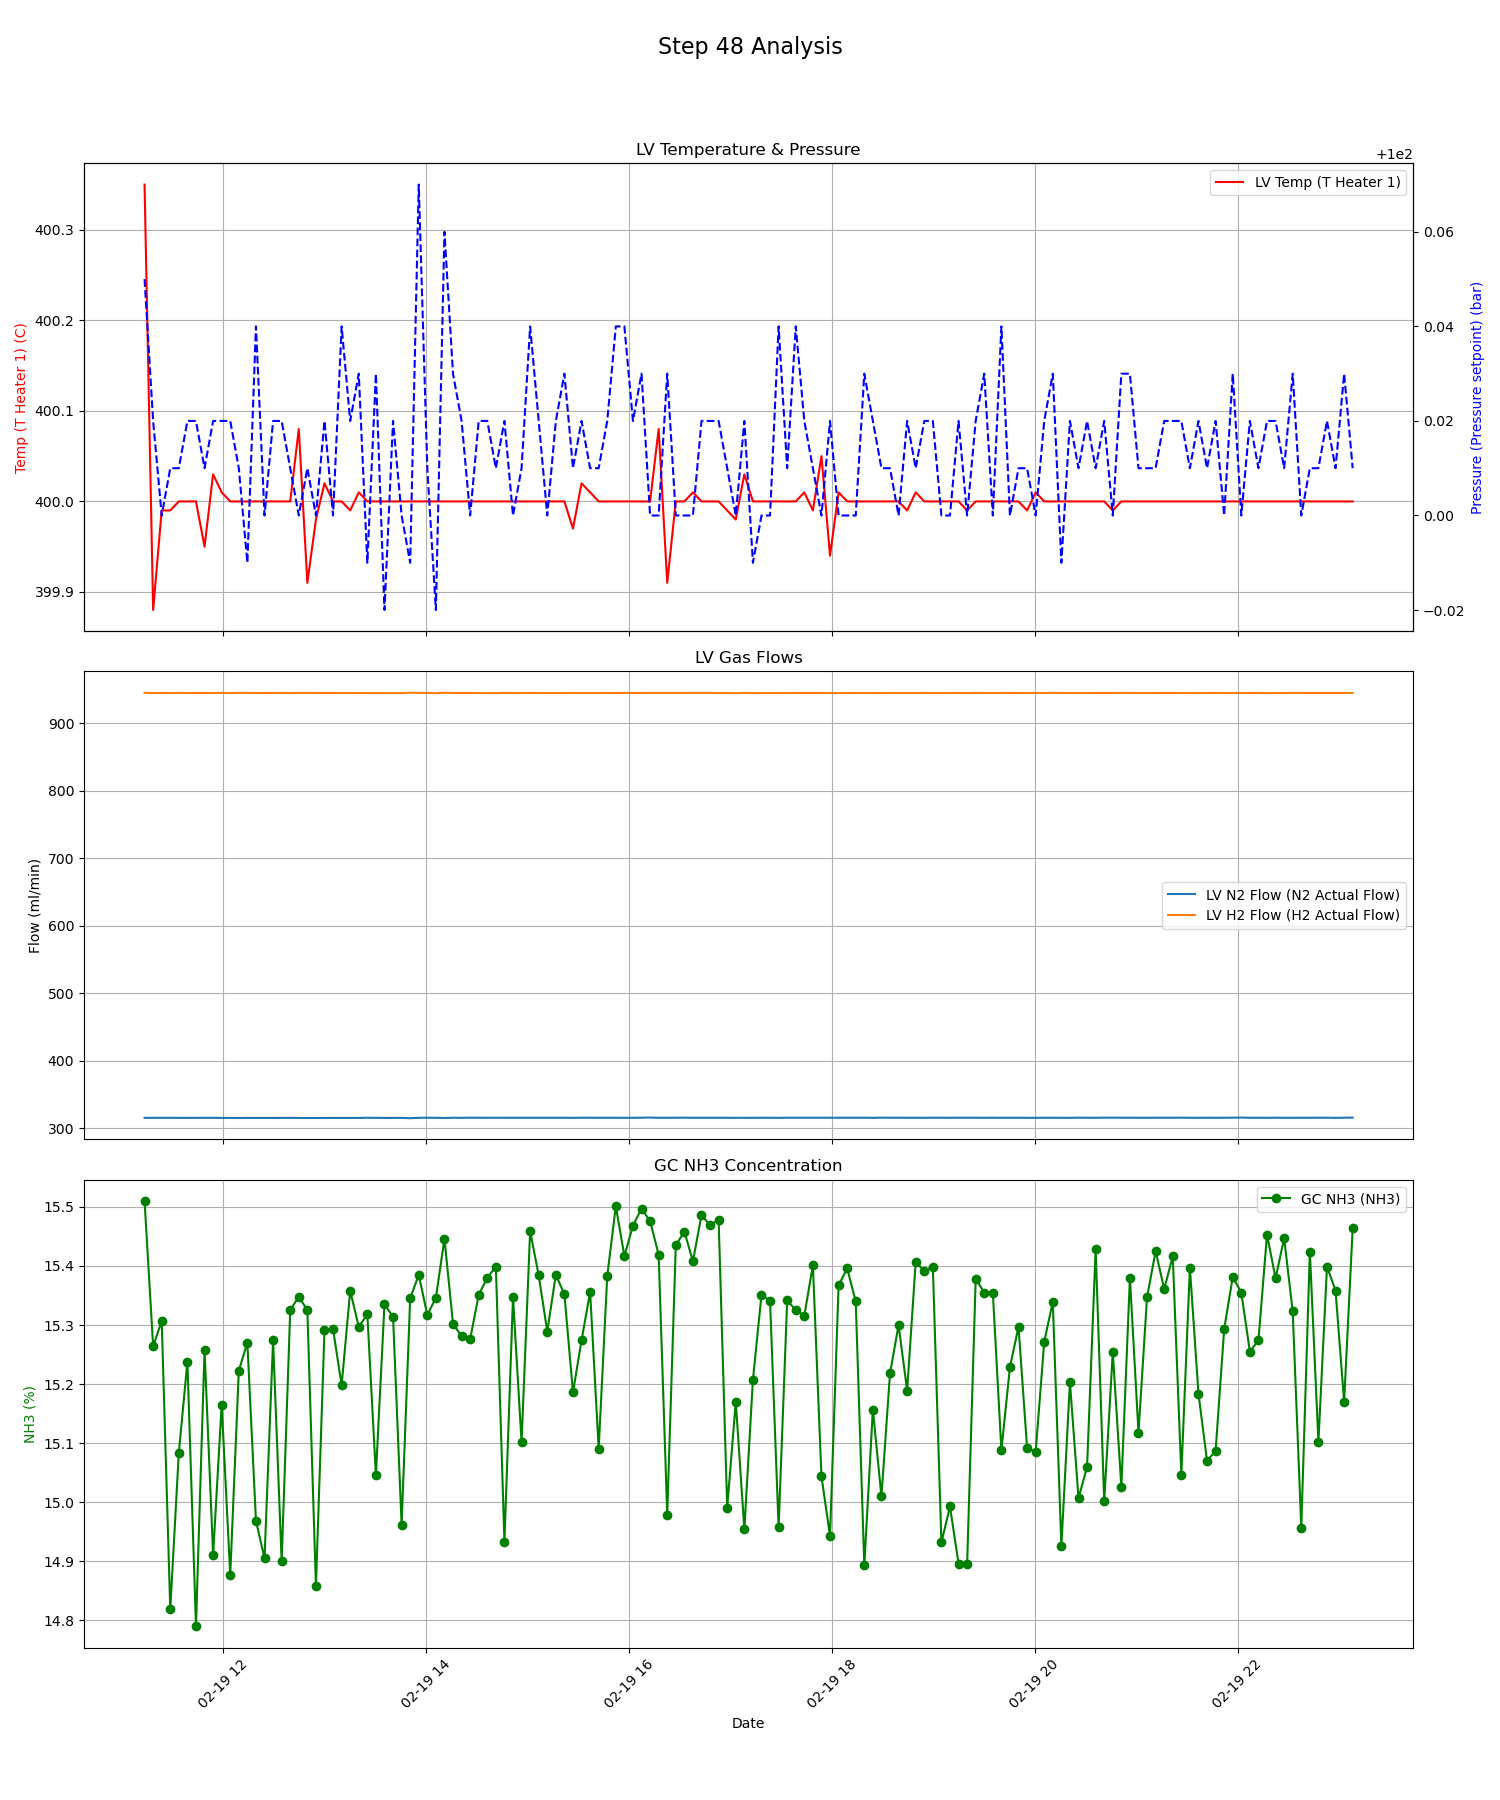 Step 48 Analysis
LV Temperature & Pressure
+1e2
LV Temp (T Heater 1)
400.3
400.2
400.1
400.0
399.9
Temp (T Heater 1) (C)
0.06
0.04
0.02
0.00
−0.02
Pressure (Pressure setpoint) (bar)
LV Gas Flows
900
800
700
600
500
400
300
Flow (ml/min)
LV N2 Flow (N2 Actual Flow)
LV H2 Flow (H2 Actual Flow)
GC NH3 Concentration
GC NH3 (NH3)
15.5
15.4
15.3
15.2
15.1
15.0
14.9
14.8
NH3 (%)
02-19 12
02-19 14
02-19 16
02-19 18
02-19 20
02-19 22
Date